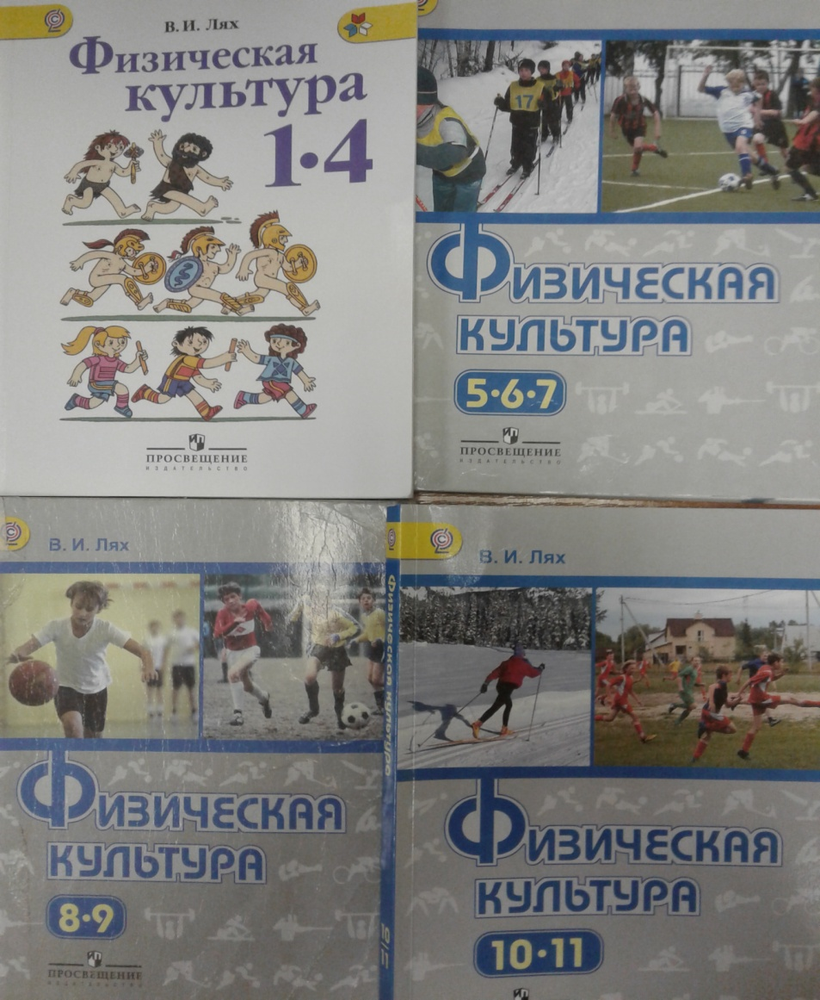 В. И. Лях
Физическая
культура
1•4
ПРОСВЕЩЕНИЕ
ИЗДАТЕЛЬСТВО
17
Физическая
культура
5•6•7
ПРОСВЕЩЕНИЕ
ИЗДАТЕЛЬСТВО
В. И. Лях
Физическая
культура
8•9
ПРОСВЕЩЕНИЕ
ИЗДАТЕЛЬСТВО
Физическая культура
10/11
В. И. Лях
Физическая
культура
10•11